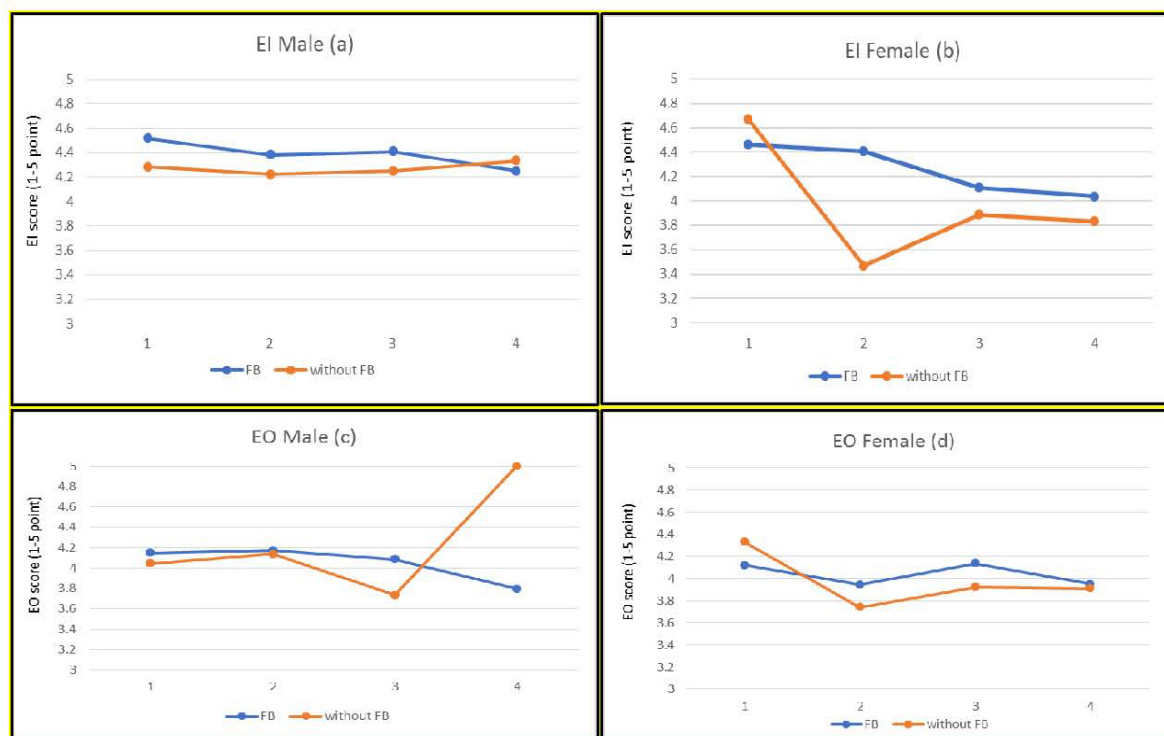 EI Male (a)
EI score (1-5 point)
5
4.8
4.6
4.4
4.2
4
3.8
3.6
3.4
3.2
3
1 2 3 4
FB without FB
EI Female (b)
EI score (1-5 point)
5
4.8
4.6
4.4
4.2
4
3.8
3.6
3.4
3.2
3
1 2 3 4
FB without FB
EO Male (c)
EO score (1-5 point)
5
4.8
4.6
4.4
4.2
4
3.8
3.6
3.4
3.2
3
1 2 3 4
FB without FB
EO Female (d)
EO score (1-5 point)
5
4.8
4.6
4.4
4.2
4
3.8
3.6
3.4
3.2
3
1 2 3 4
FB without FB